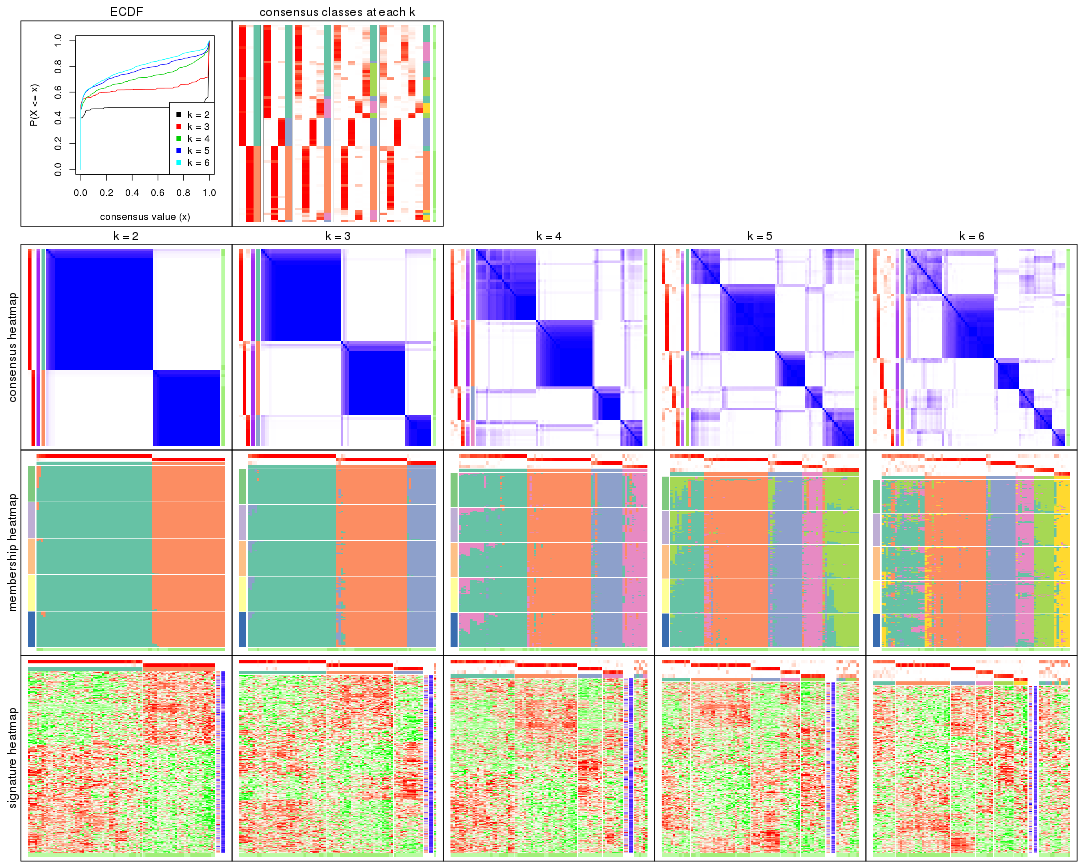 ECDF
consensus classes at each k
P(X <= x)
0.0 0.2 0.4 0.6 0.8 1.0
k = 2
k = 3
k = 4
k = 5
k = 6
0.0 0.2 0.4 0.6 0.8 1.0
consensus value (x)
k = 2 k = 3 k = 4 k = 5 k = 6
consensus heatmap
membership heatmap
signature heatmap